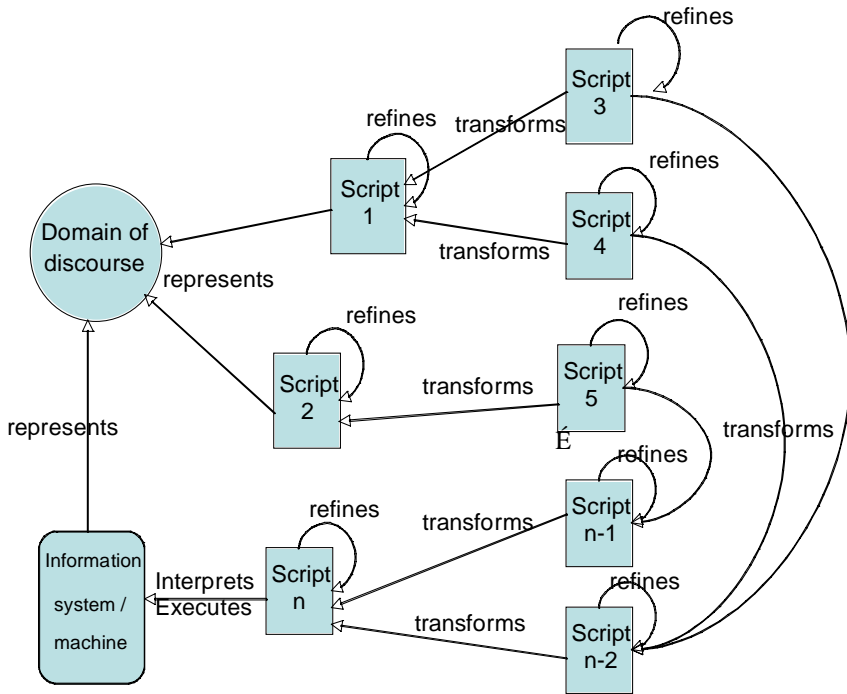 refines
Script
3
refines
transforms
Script
1
refines
Script
4
transforms
Domain of
discourse
represents
refines
Script
2
refines
Script
5
transforms
É
represents
transforms
refines
Script
n-1
transforms
refines
Script
n
Interprets
Executes
Information
system /
machine
refines
Script
n-2
transforms